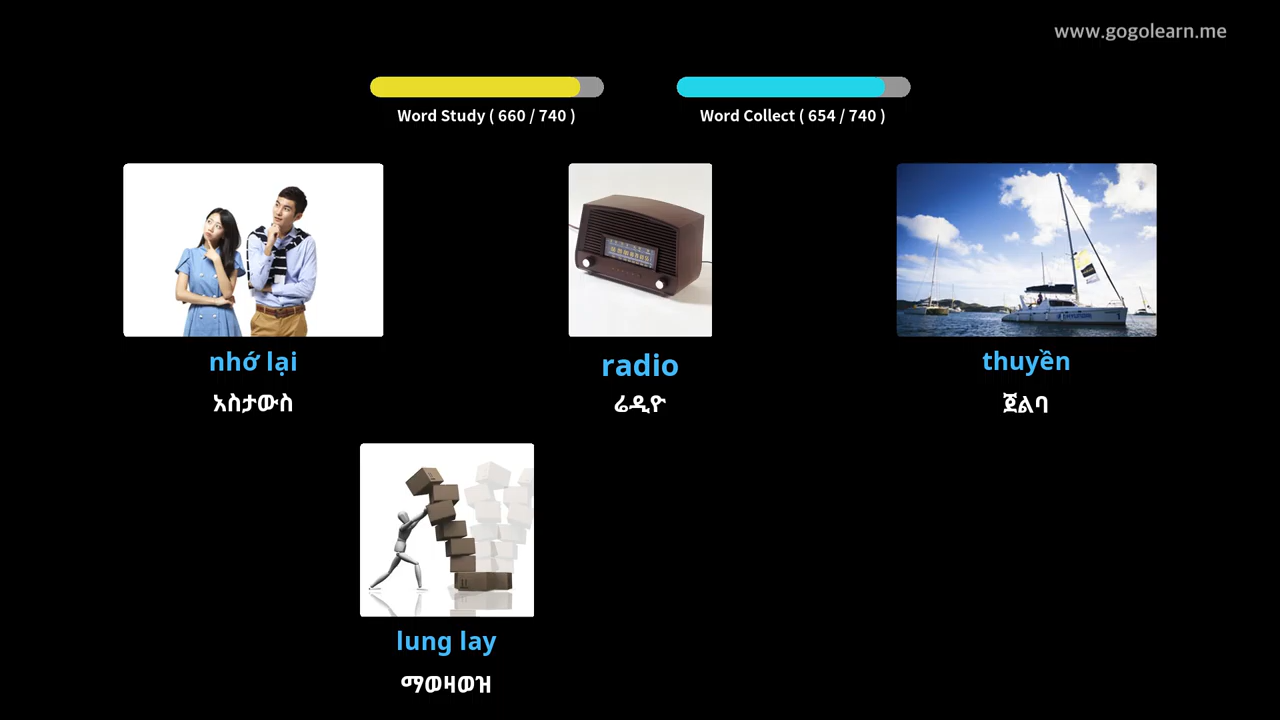 www.gogolearn.me
Word Study ( 660 / 740 )
Word Collect ( 654 / 740 )
nhớ lại
radio
thuyền
አስታውስ
ሬዲዮ
ጀልባ
lung lay
ማወዛወዝ